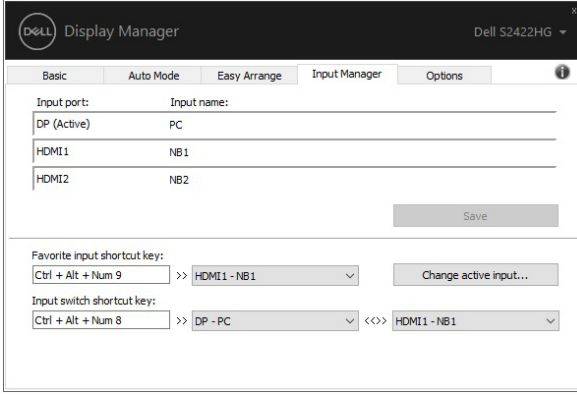 DELL Display Manager Dell S2422HG
Basic Auto Mode Easy Arrange Input Manager Options
Input port: Input name:
DP (Active) PC
HDMI1 NB1
HDMI2 NB2
Save
Favorite input shortcut key:
Ctrl + Alt + Num 9 >> HDMI1 - NB1 Change active input...
Input switch shortcut key:
Ctrl + Alt + Num 8 >> DP - PC <<>> HDMI1 - NB1